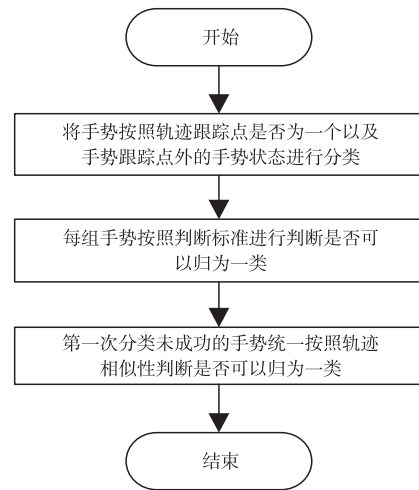 开始
将手势按照轨迹跟踪点是否为一个以及
手势跟踪点外的手势状态进行分类
每组手势按照判断标准进行判断是否可
以归为一类
第一次分类未成功的手势统一按照轨迹
相似性判断是否可以归为一类
结束